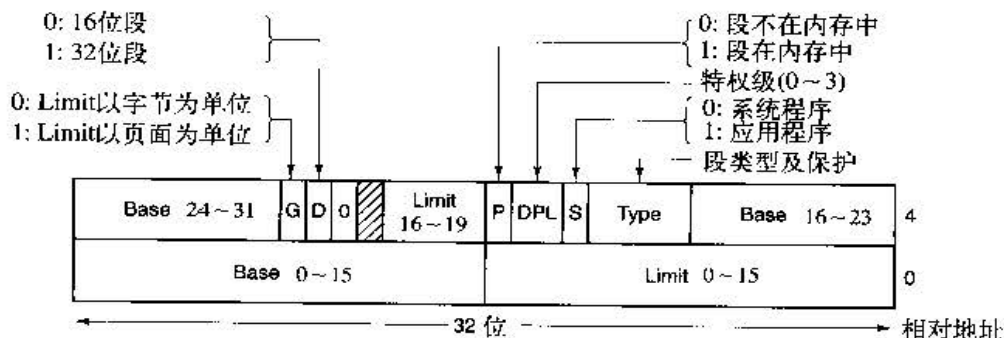 0: 16位段
1: 32位段
0: Limit以字节为单位
1: Limit以页面为单位
0: 段不在内存中
1: 段在内存中
特权级(0~3)
0: 系统程序
1: 应用程序
段类型及保护
Base 24~31 G D 0 Limit 16~19 P DPL S Type Base 16~23 4
Base 0~15 Limit 0~15 0
32 位 相对地址